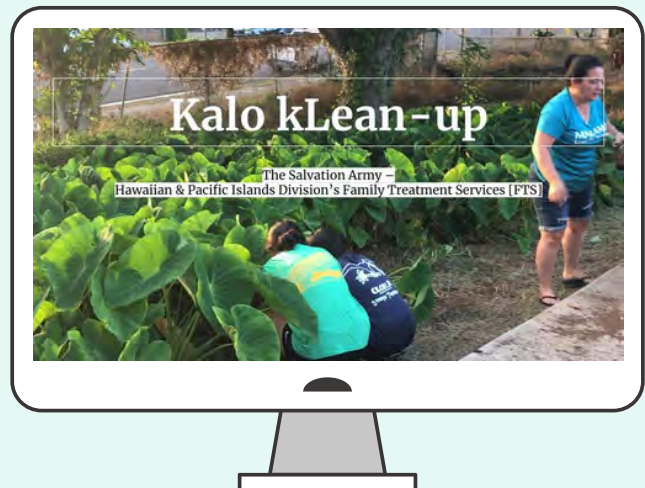 Kalo kLean-up
The Salvation Army –
Hawaiian & Pacific Islands Division's Family Treatment Services [FTS]